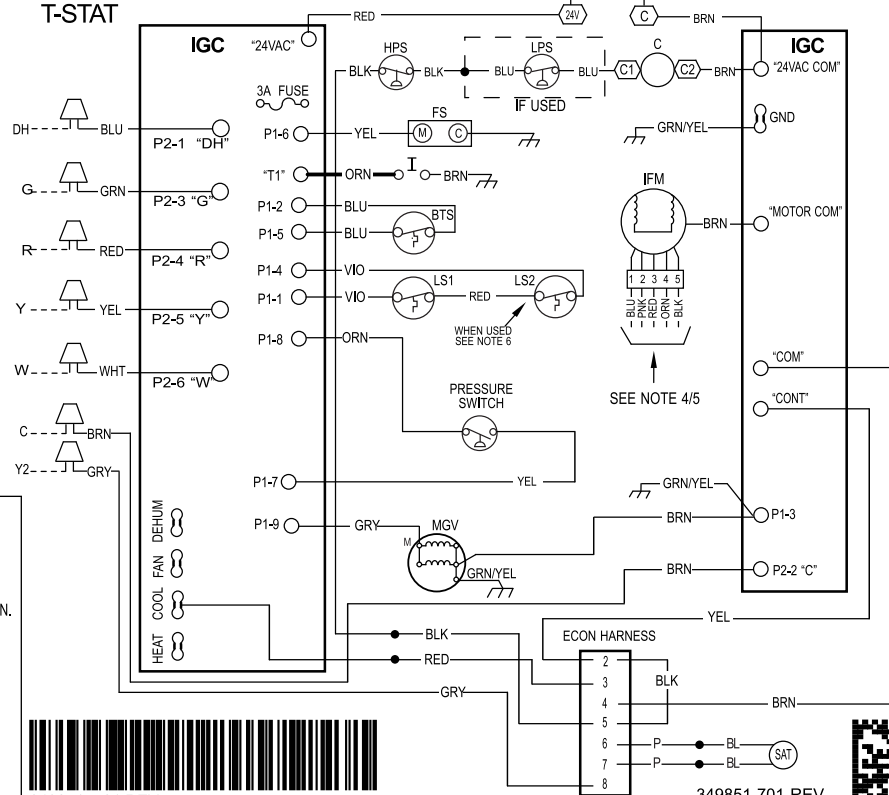 T-STAT
RED
24V
C
BRN
IGC
"24VAC"
HPS
LPS
C
IGC
BLK
BLK
BLU
BLU
C1
C2
BRN
"24VAC COM"
IF USED
3A FUSE
FS
GND
DH
BLU
P2-1 "DH"
P1-6
YEL
M
C
GRN/YEL
"T1"
ORN
I
BRN
IFM
G
GRN
P2-3 "G"
P1-2
BLU
BTS
BRN
"MOTOR COM"
P1-5
BLU
R
RED
P2-4 "R"
P1-4
VIO
LS1
LS2
1 2 3 4 5
P1-1
VIO
RED
BLU
PNK
RED
ORN
BLK
Y
YEL
P2-5 "Y"
WHEN USED
SEE NOTE 6
P1-8
ORN
"COM"
W
WHT
P2-6 "W"
PRESSURE
SWITCH
SEE NOTE 4/5
"CONT"
C
BRN
Y2
GRY
P1-7
YEL
GRN/YEL
DEHUM
P1-9
GRY
MGV
M
BRN
P1-3
FAN
GRN/YEL
BRN
P2-2 "C"
N.
COOL
YEL
HEAT
BLK
ECON HARNESS
RED
2
BLK
3
GRY
4
BRN
5
6
P
BL
SAT
7
P
BL
8
349851-701 REV